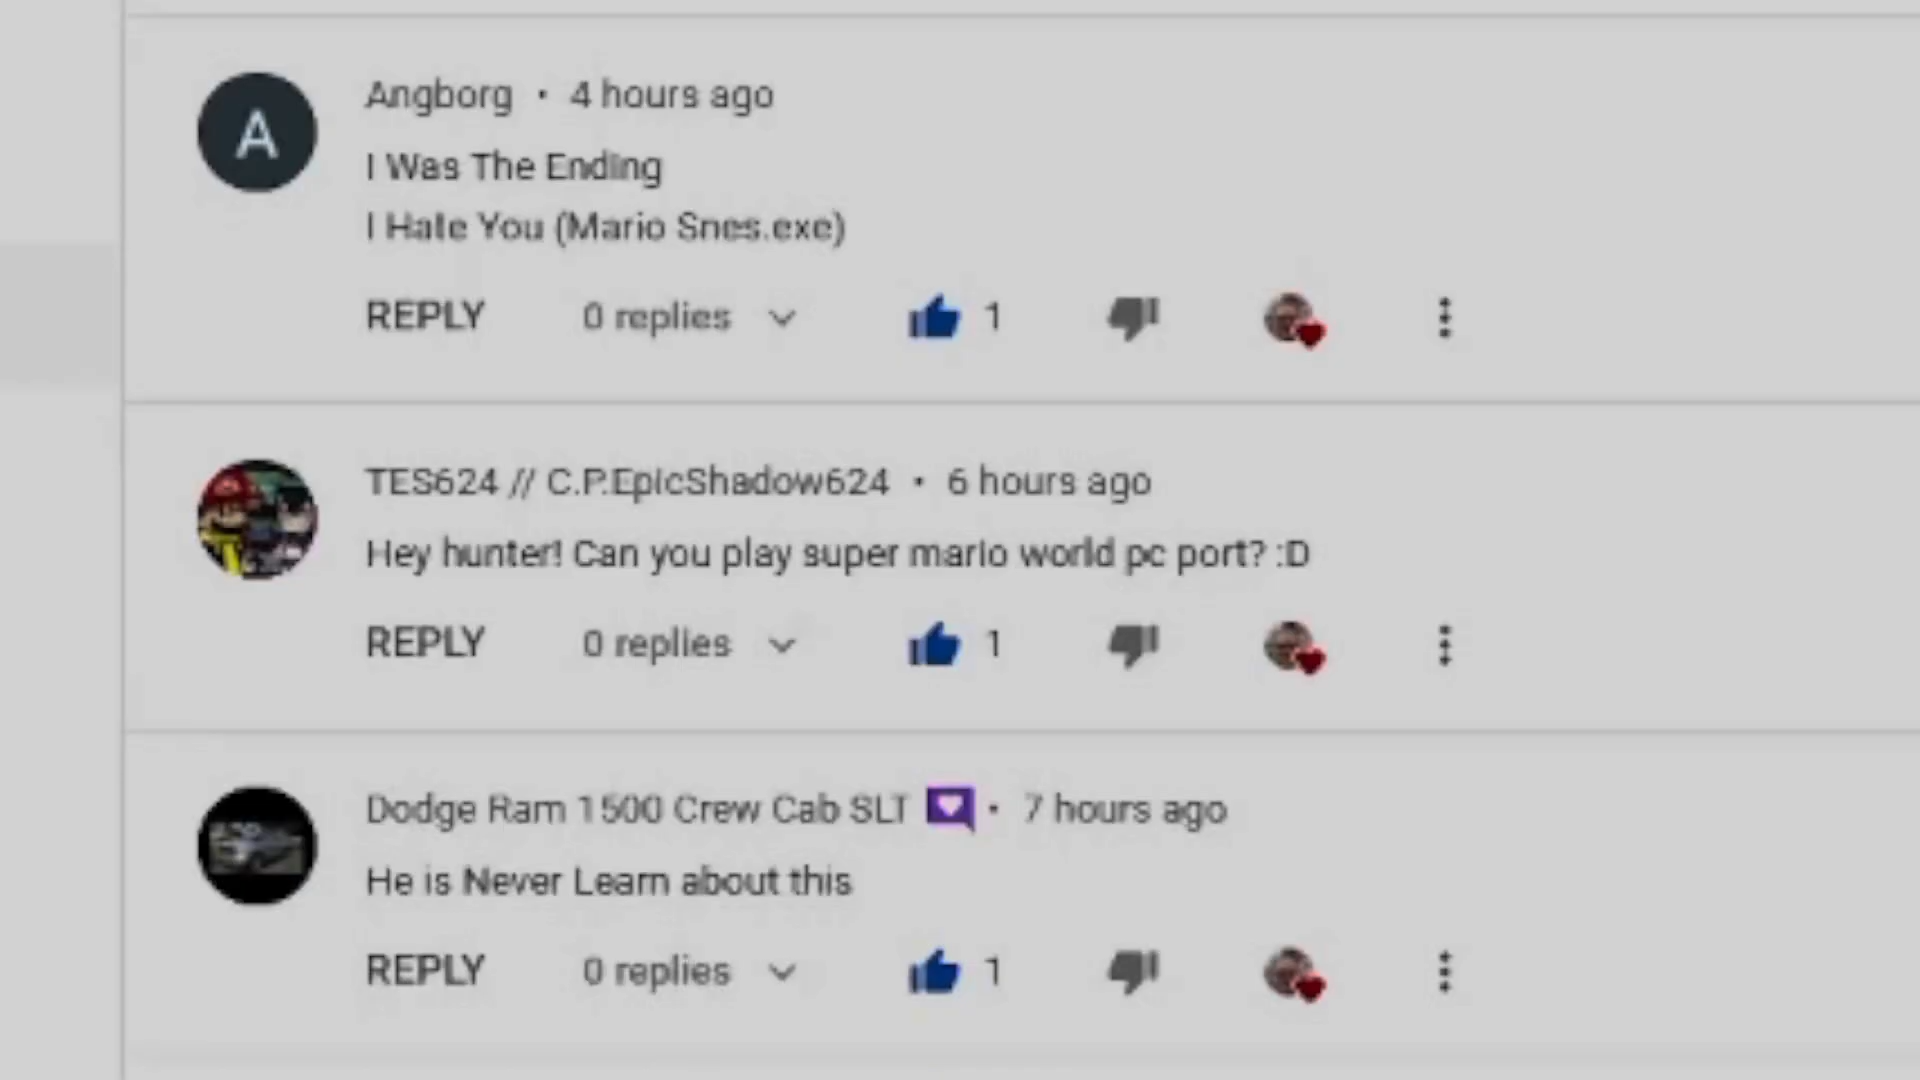 A
Angborg • 4 hours ago
I Was The Ending
I Hate You (Mario Snes.exe)
REPLY 0 replies 1
TES624 // C.P.EpicShadow624 • 6 hours ago
Hey hunter! Can you play super mario world pc port? :D
REPLY 0 replies 1
Dodge Ram 1500 Crew Cab SLT • 7 hours ago
He is Never Learn about this
REPLY 0 replies 1